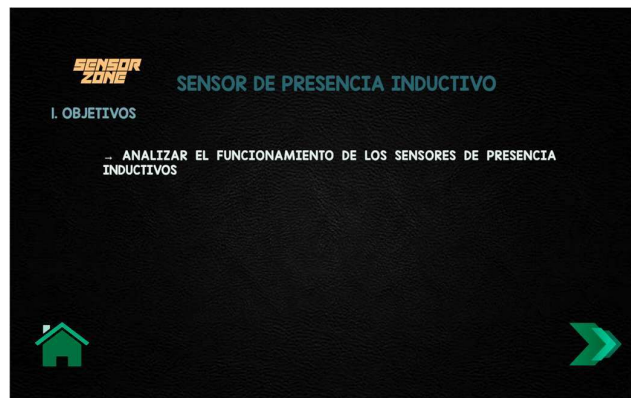 SENSOR
ZONE
SENSOR DE PRESENCIA INDUCTIVO
I. OBJETIVOS
→ ANALIZAR EL FUNCIONAMIENTO DE LOS SENSORES DE PRESENCIA
INDUCTIVOS